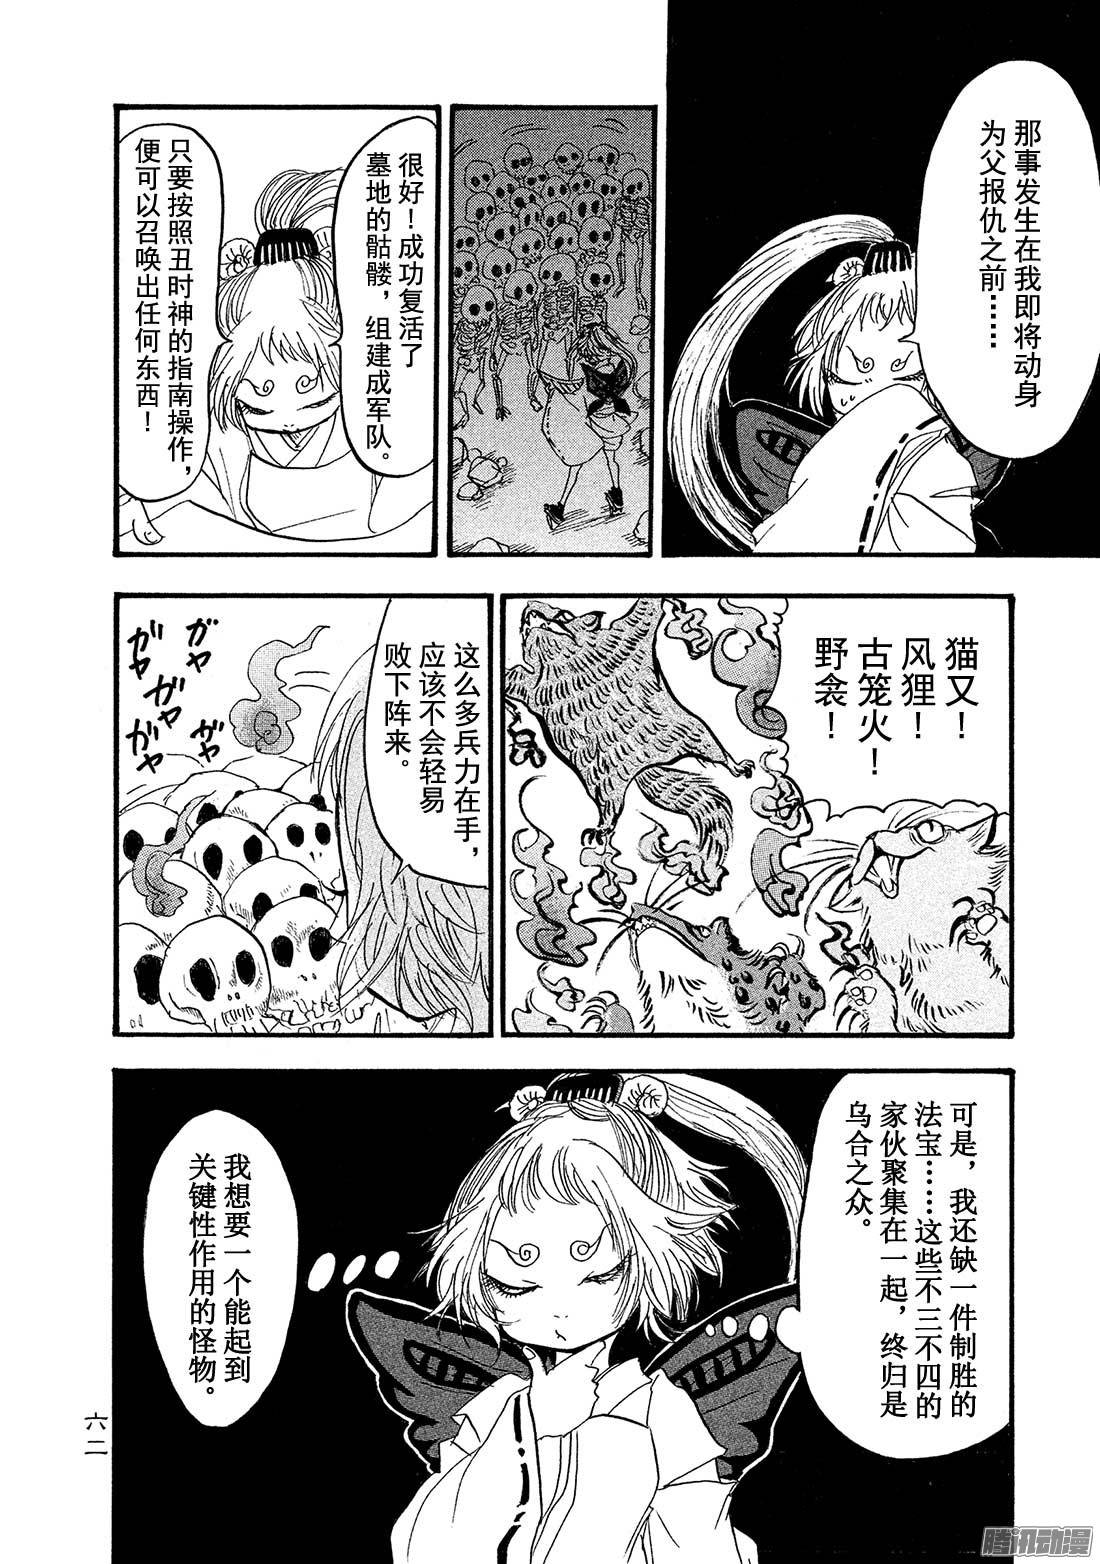 那事发生在我即将动身
为父报仇之前……
很好！成功复活了
墓地的骷髅，组建成军队。
只要按照丑时神的指南操作，
便可以召唤出任何东西！
猫又！
风狸！
古笼火！
野衾！
这么多兵力在手，
应该不会轻易
败下阵来。
ガヤ
ガヤ
ガヤ
ガヤ
可是，我还缺一件制胜的
法宝……这些不三不四的
家伙聚集在一起，终归是
乌合之众。
我想要一个能起到
关键性作用的怪物。
六二
腾讯动漫